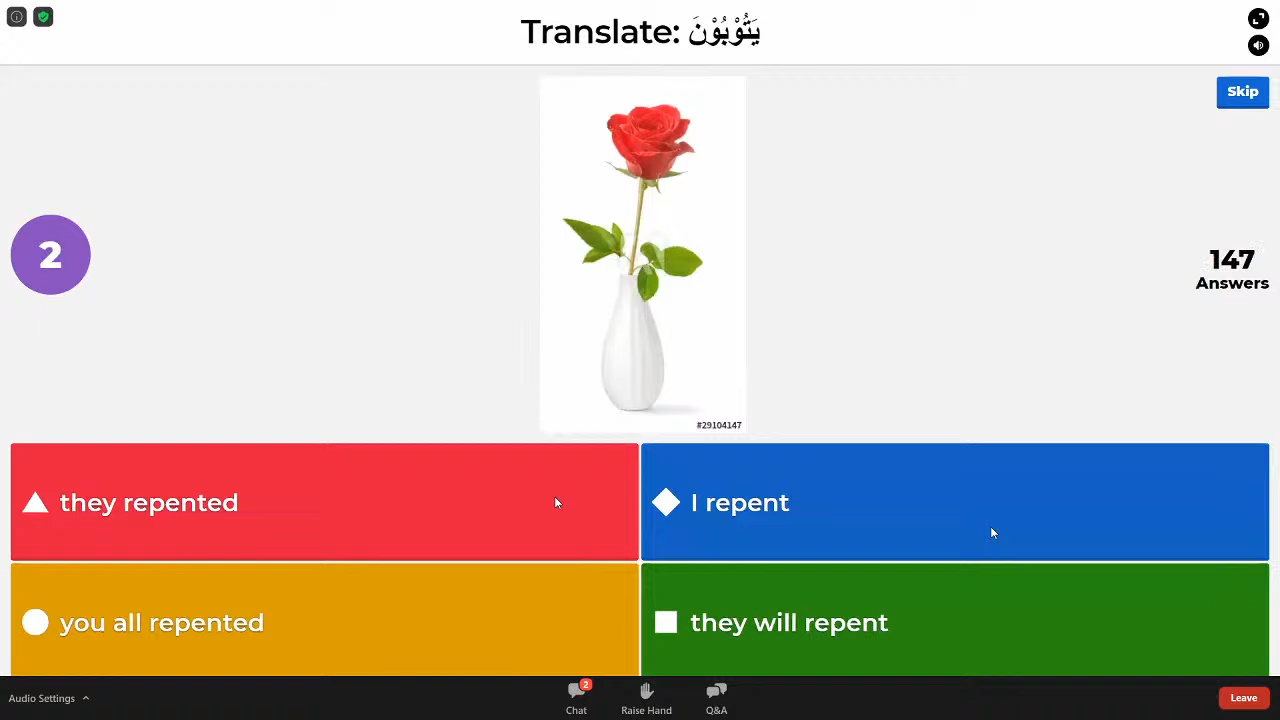 Translate: يَتُوْبُوْنَ
Skip
2
147
Answers
#29104147
they repented
I repent
you all repented
they will repent
Audio Settings
2
Chat
Raise Hand
Q&A
Leave